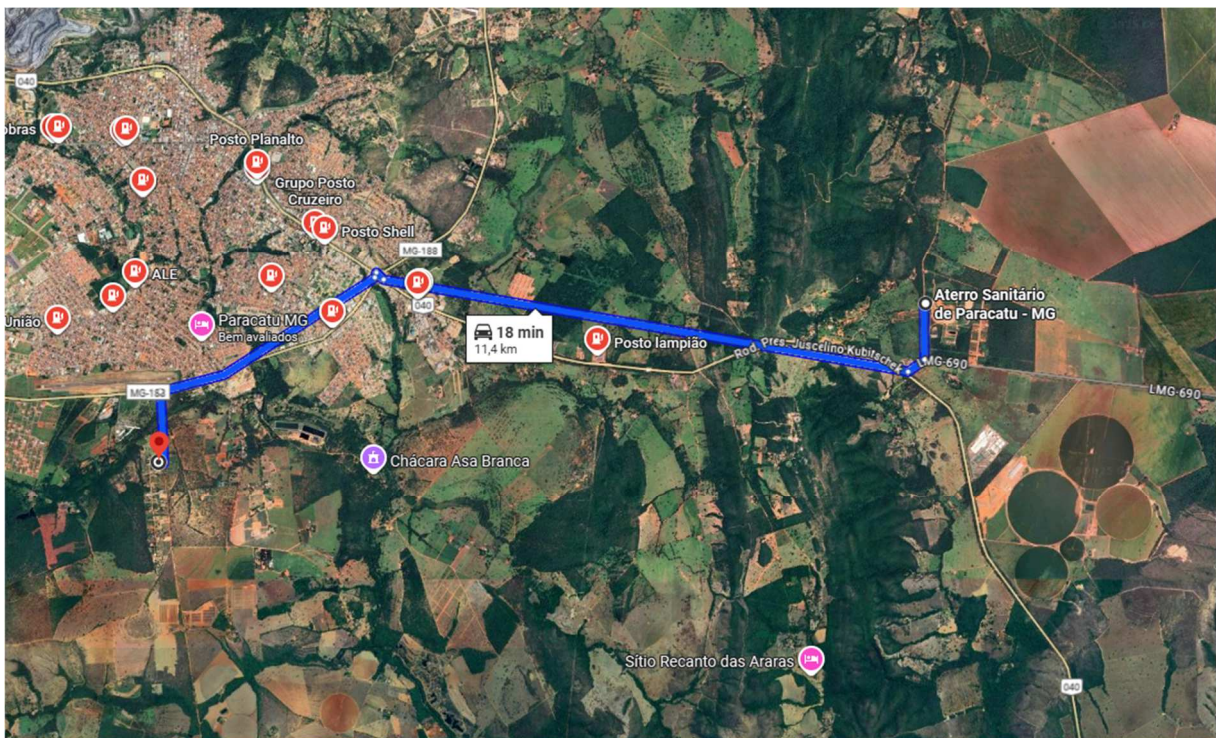 040
obras
Posto Planalto
Grupo Posto
Cruzeiro
Posto Shell
MG-188
ALE
040
União
Paracatu MG
Bem avaliados
Aterro Sanitário
de Paracatu - MG
18 min
11,4 km
Posto lampião
Rod. Pres. Juscelino Kubitschek
LMG-690
LMG-690
MG-153
Chácara Asa Branca
Sítio Recanto das Araras
040